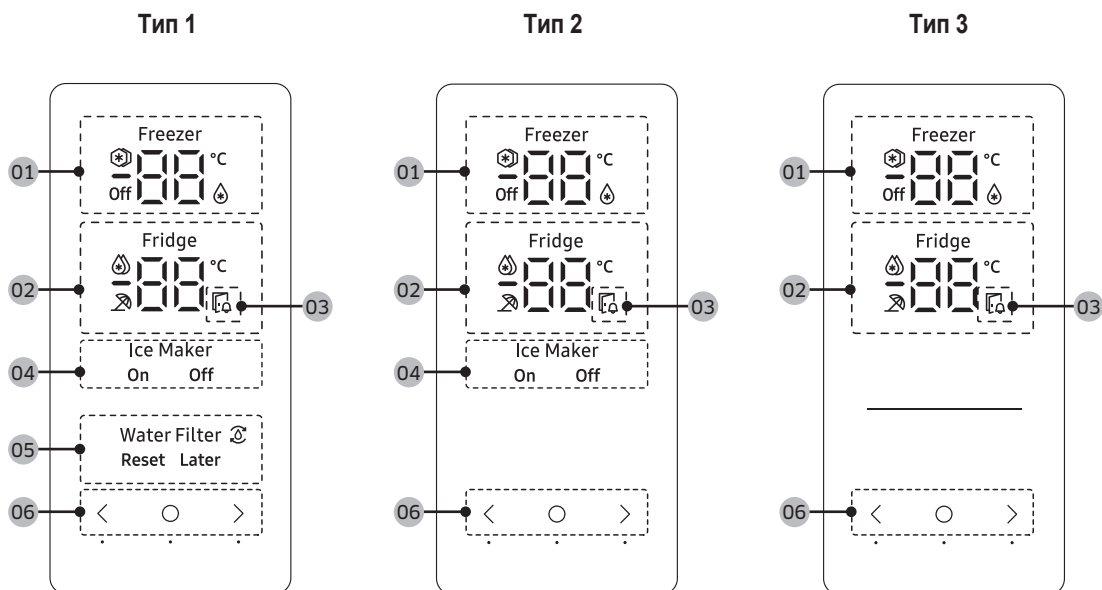 Тип 1
Тип 2
Тип 3
Freezer
°C
Off
Fridge
°C
Ice Maker
On Off
Water Filter
Reset Later
01
02
03
04
05
06
Freezer
°C
Off
Fridge
°C
Ice Maker
On Off
01
02
03
04
06
Freezer
°C
Off
Fridge
°C
01
02
03
06